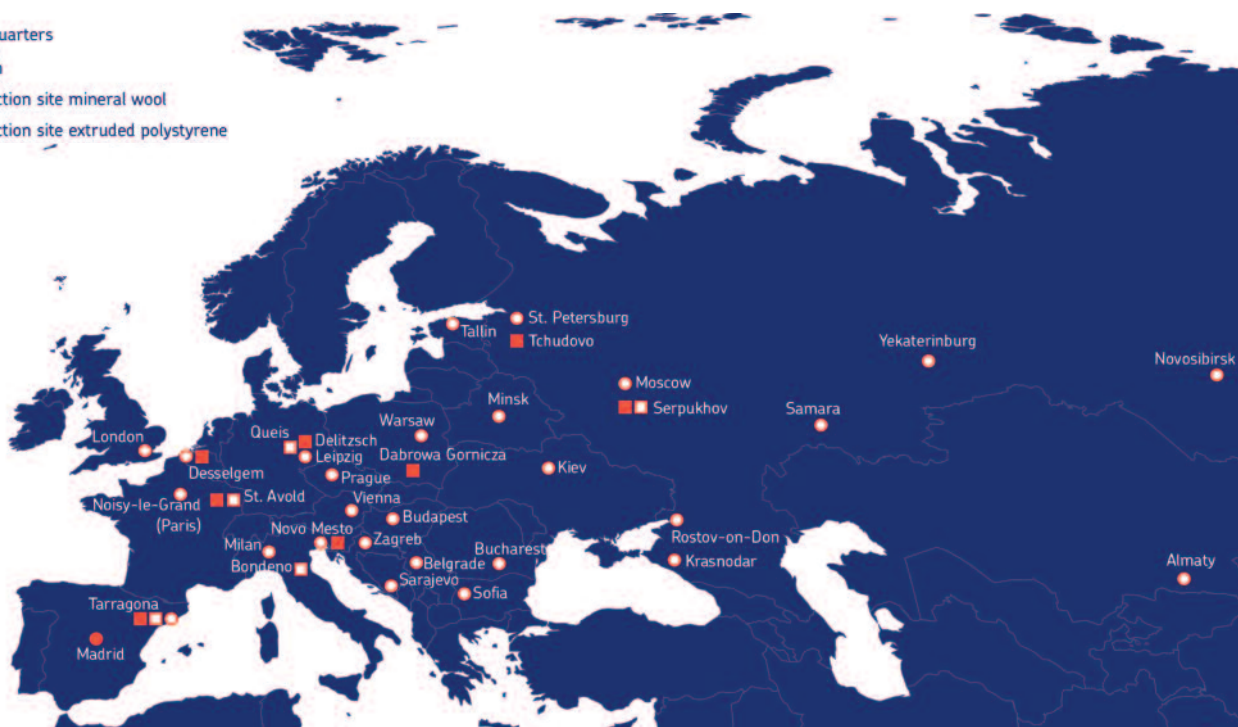 uarters
n
ction site mineral wool
ction site extruded polystyrene
St. Petersburg
Tallin
Tchudovo
Yekaterinburg
Novosibirsk
Moscow
Minsk
Serpukhov
Samara
Warsaw
Queis
London
Delitzsch
Leipzig
Dabrowa Gornicza
Kiev
Desselgem
Prague
Noisy-le-Grand
(Paris)
St. Avold
Vienna
Budapest
Novo Mesto
Zagreb
Rostov-on-Don
Milan
Bucharest
Belgrade
Krasnodar
Almaty
Bondeno
Sarajevo
Sofia
Tarragona
Madrid